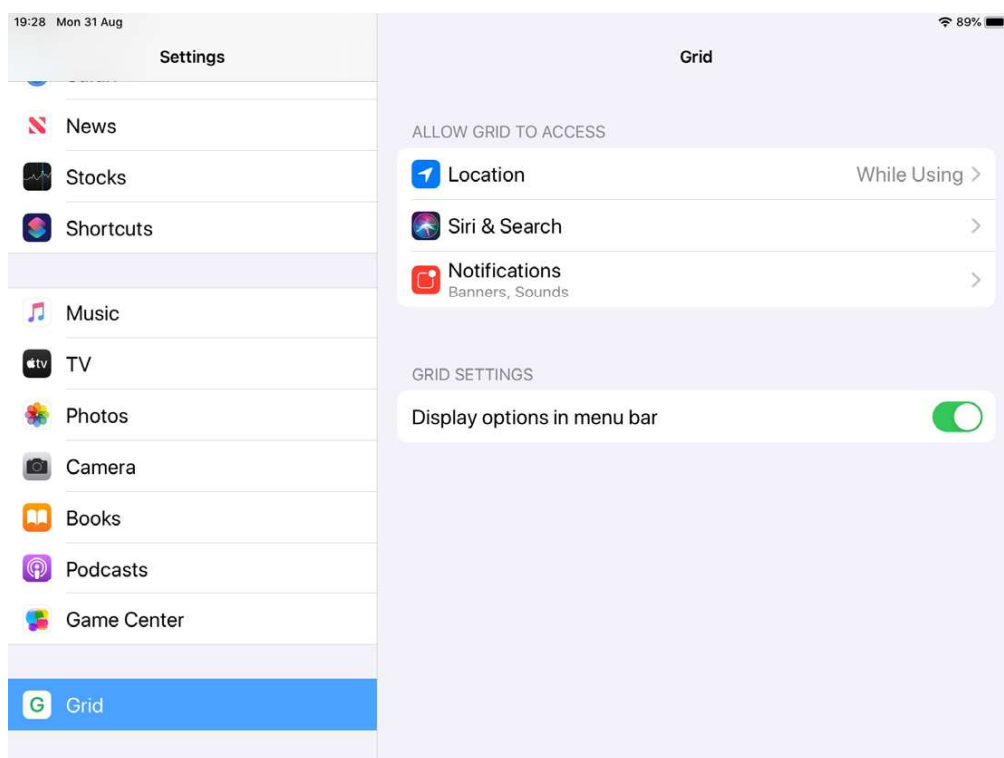 19:28 Mon 31 Aug
89%
Settings
News
Stocks
Shortcuts
Music
tv
TV
Photos
Camera
Books
Podcasts
Game Center
G
Grid
Grid
ALLOW GRID TO ACCESS
Location
While Using
Siri & Search
Notifications
Banners, Sounds
GRID SETTINGS
Display options in menu bar